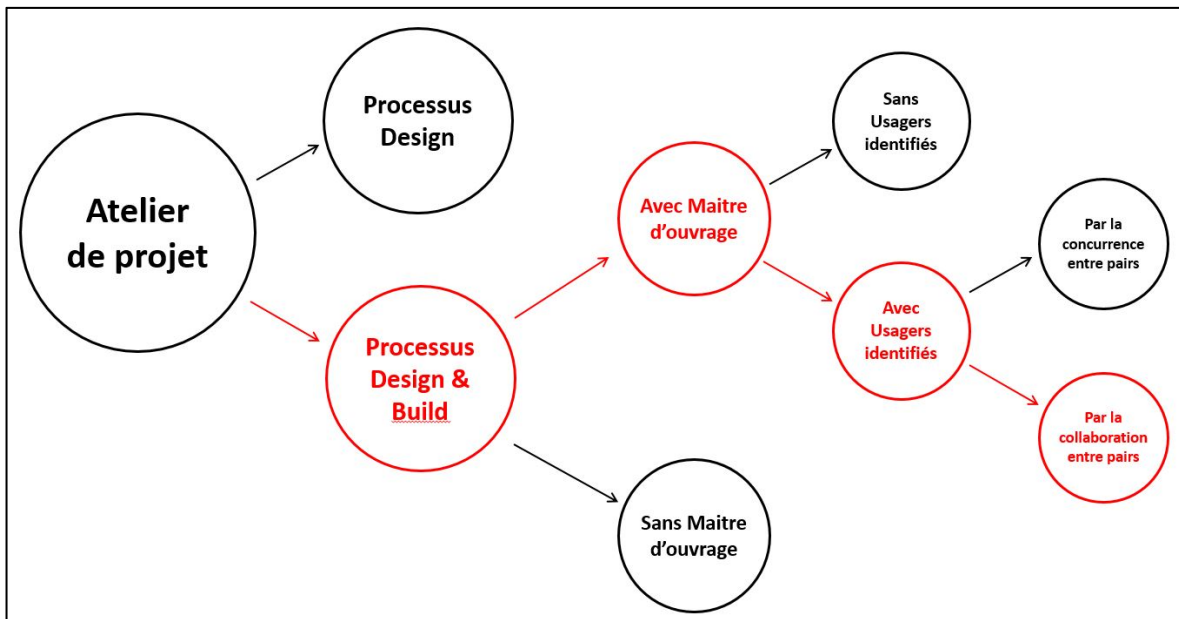 Atelier
de projet
Processus
Design
Processus
Design &
Build
Avec Maitre
d’ouvrage
Sans Maitre
d’ouvrage
Sans
Usagers
identifiés
Avec
Usagers
identifiés
Par la
concurrence
entre pairs
Par la
collaboration
entre pairs